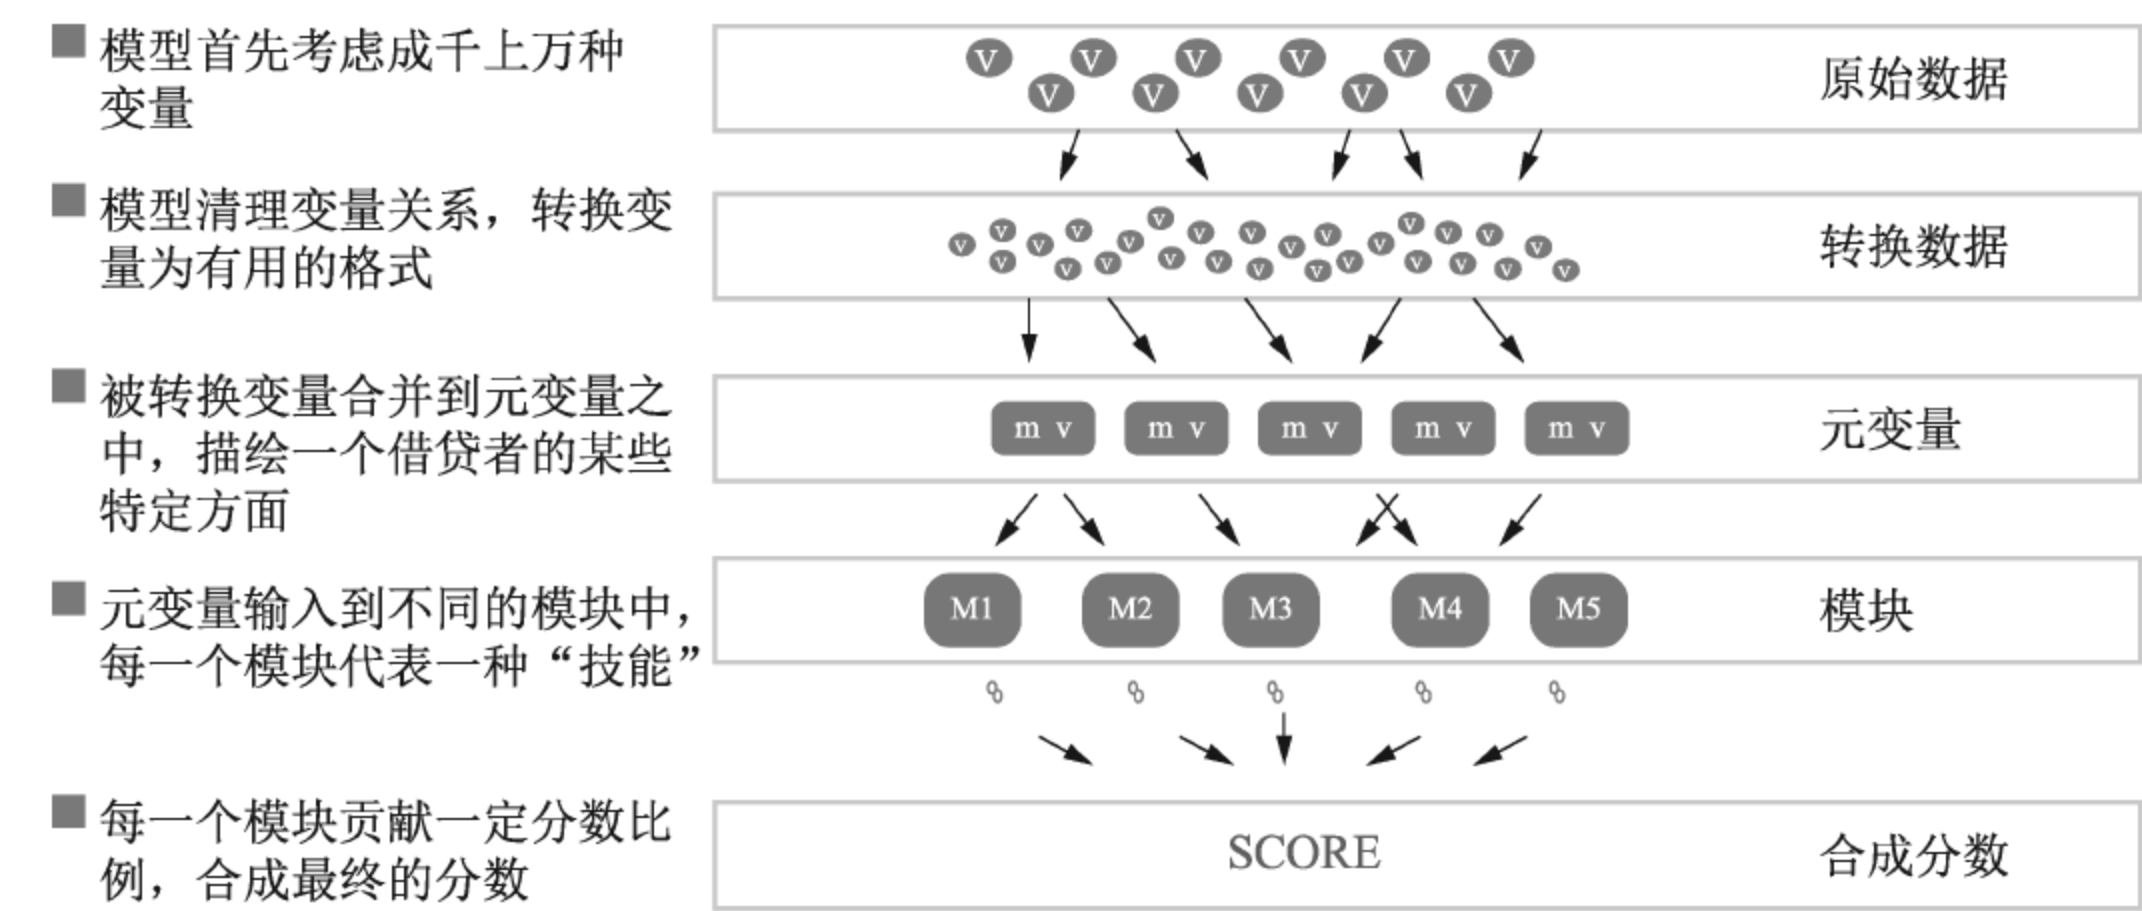 模型首先考虑成千上万种
变量
V V V V V V
V V V V V
原始数据
模型清理变量关系，转换变
量为有用的格式
v v v v v v v v v v v v v v v v v v v v v v v v v v v v
转换数据
被转换变量合并到元变量之
中，描绘一个借贷者的某些
特定方面
m v m v m v m v m v
元变量
元变量输入到不同的模块中，
每一个模块代表一种“技能”
M1 M2 M3 M4 M5
模块
每一个模块贡献一定分数比
例，合成最终的分数
SCORE
合成分数